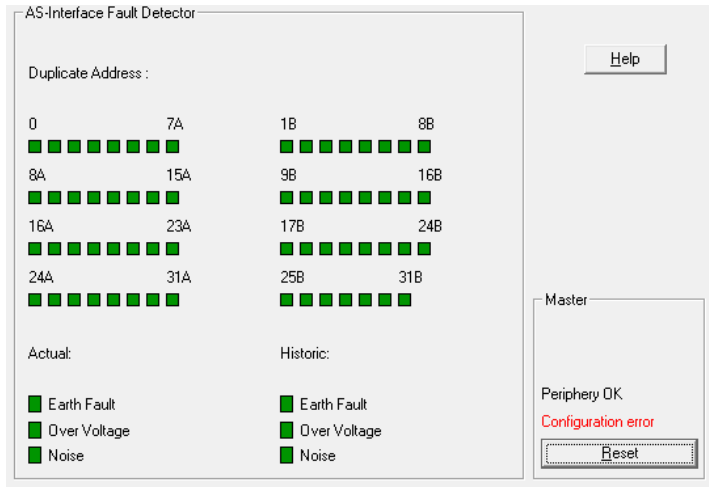 AS-Interface Fault Detector
Help
Duplicate Address :
0 7A 1B 8B
8A 15A 9B 16B
16A 23A 17B 24B
24A 31A 25B 31B
Master
Actual: Historic:
Periphery OK
Earth Fault Earth Fault
Configuration error
Over Voltage Over Voltage
Reset
Noise Noise